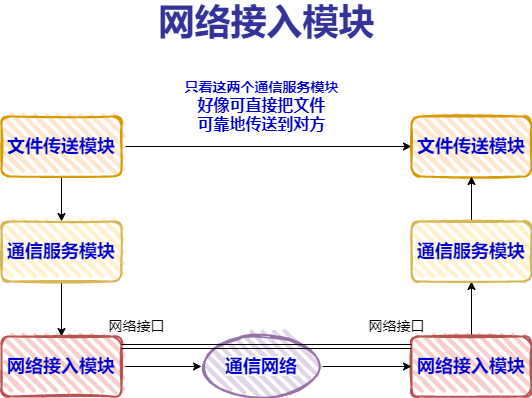 网络接入模块
只看这两个通信服务模块
好像可直接把文件
可靠地传送到对方
文件传送模块
文件传送模块
通信服务模块
通信服务模块
网络接口
网络接口
网络接入模块
通信网络
网络接入模块